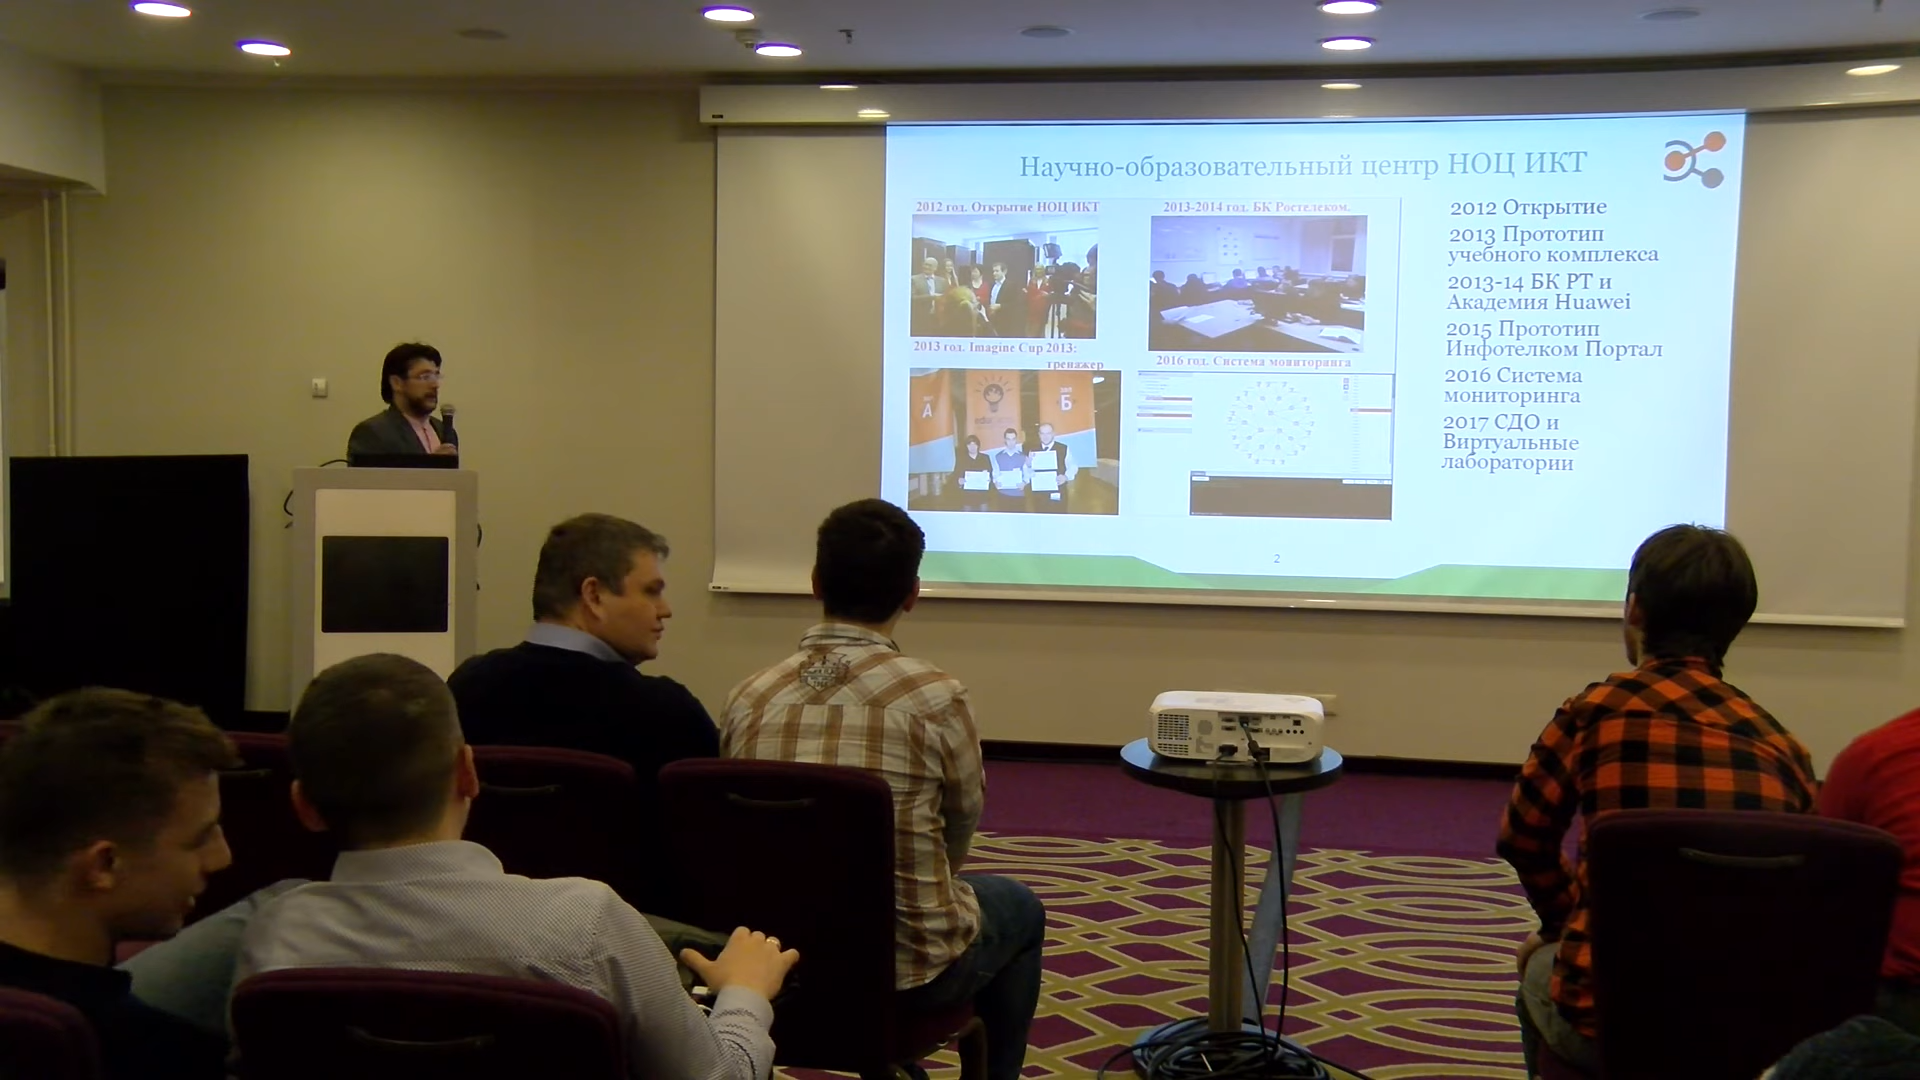 Научно-образовательный центр НОЦ ИКТ
2012 год. Открытие НОЦ ИКТ
2013-2014 год. БК Ростелеком.
2013 год. Imagine Cup 2013:
тренажер
2016 год. Система мониторинга
зал
А
зал
Б
2012 Открытие
2013 Прототип
учебного комплекса
2013-14 БК РТ и
Академия Huawei
2015 Прототип
Инфотелком Портал
2016 Система
мониторинга
2017 СДО и
Виртуальные
лаборатории
2